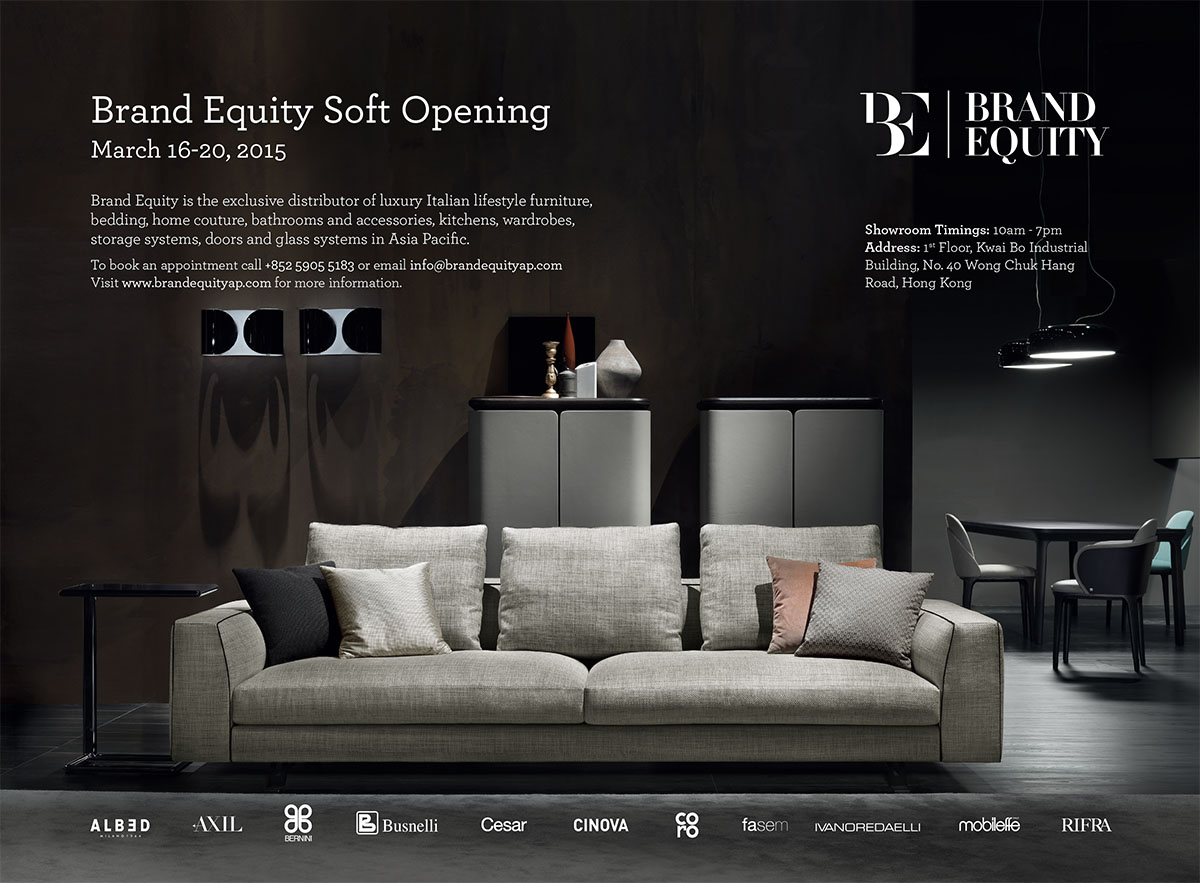 Brand Equity Soft Opening
March 16-20, 2015
Brand Equity is the exclusive distributor of luxury Italian lifestyle furniture,
bedding, home couture, bathrooms and accessories, kitchens, wardrobes,
storage systems, doors and glass systems in Asia Pacific.
To book an appointment call +852 5905 5183 or email info@brandequityap.com
Visit www.brandequityap.com for more information.
BE BRAND
EQUITY
Showroom Timings: 10am - 7pm
Address: 1st Floor, Kwai Bo Industrial
Building, No. 40 Wong Chuk Hang
Road, Hong Kong
ALBED
MILANO 1964
AXIL
BERNINI
B Busnelli
Cesar
CINOVA
coro
fasem
IVANOREDAELLI
mobileffe
RIFRA